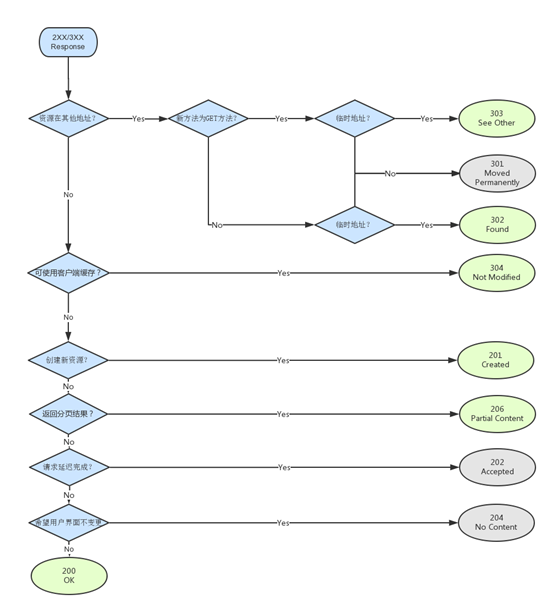 2XX/3XX
Response
资源在其他地址?
Yes
新方法为GET方法?
Yes
临时地址?
Yes
303
See Other
No
301
Moved
Permanently
No
No
临时地址?
Yes
302
Found
可使用客户端缓存?
Yes
304
Not Modified
No
创建新资源?
Yes
201
Created
No
返回分页结果?
Yes
206
Partial Content
No
请求延迟完成?
Yes
202
Accepted
No
希望用户界面不变更
Yes
204
No Content
No
200
OK